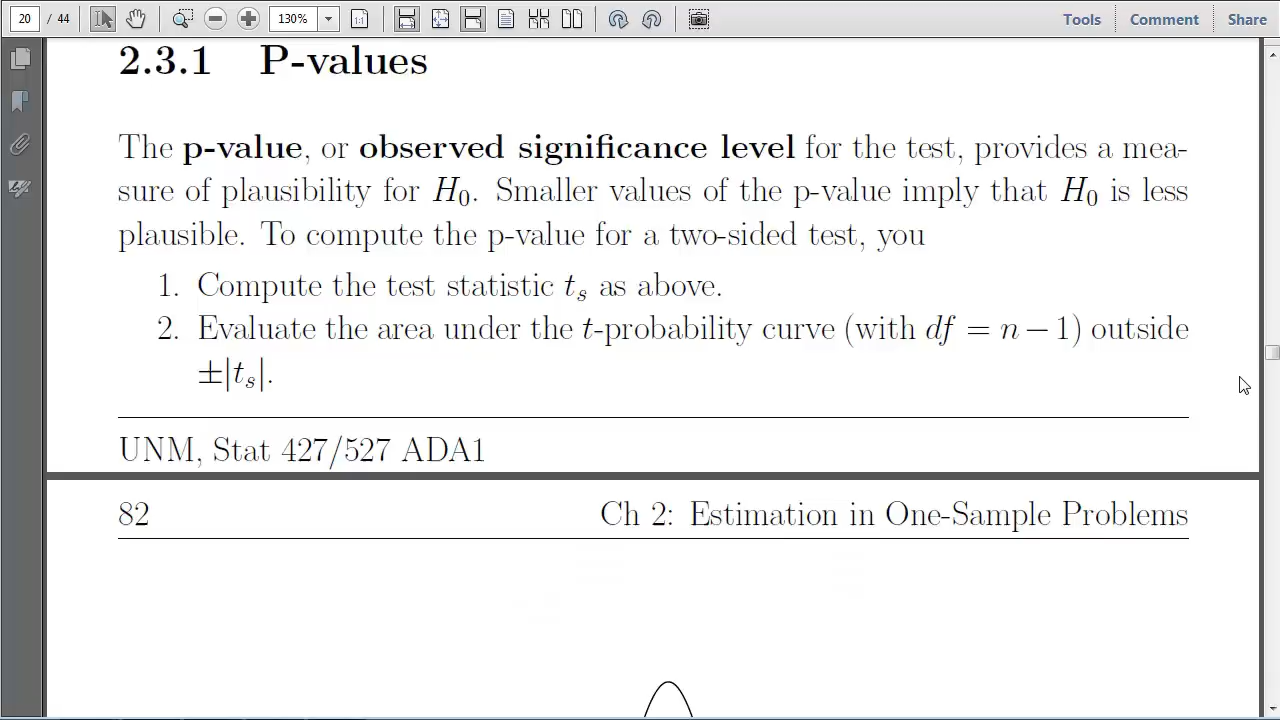 20 / 44 130% Tools Comment Share
2.3.1 P-values
The p-value, or observed significance level for the test, provides a mea-
sure of plausibility for H0. Smaller values of the p-value imply that H0 is less
plausible. To compute the p-value for a two-sided test, you
1. Compute the test statistic ts as above.
2. Evaluate the area under the t-probability curve (with df = n − 1) outside
±|ts|.
UNM, Stat 427/527 ADA1
82 Ch 2: Estimation in One-Sample Problems